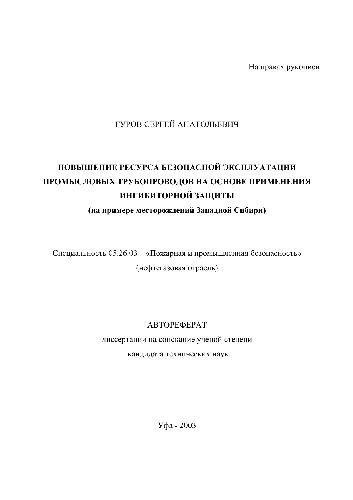 На правах рукописи
ГУРОВ СЕРГЕЙ АНАТОЛЬЕВИЧ
ПОВЫШЕНИЕ РЕСУРСА БЕЗОПАСНОЙ ЭКСПЛУАТАЦИИ
ПРОМЫСЛОВЫХ ТРУБОПРОВОДОВ НА ОСНОВЕ ПРИМЕНЕНИЯ
ИНГИБИТОРНОЙ ЗАЩИТЫ
(на примере месторождений Западной Сибири)
Специальность 05.26.03 – «Пожарная и промышленная безопасность»
(нефтегазовая отрасль)
АВТОРЕФЕРАТ
диссертации на соискание ученой степени
кандидата технических наук
Уфа - 2003